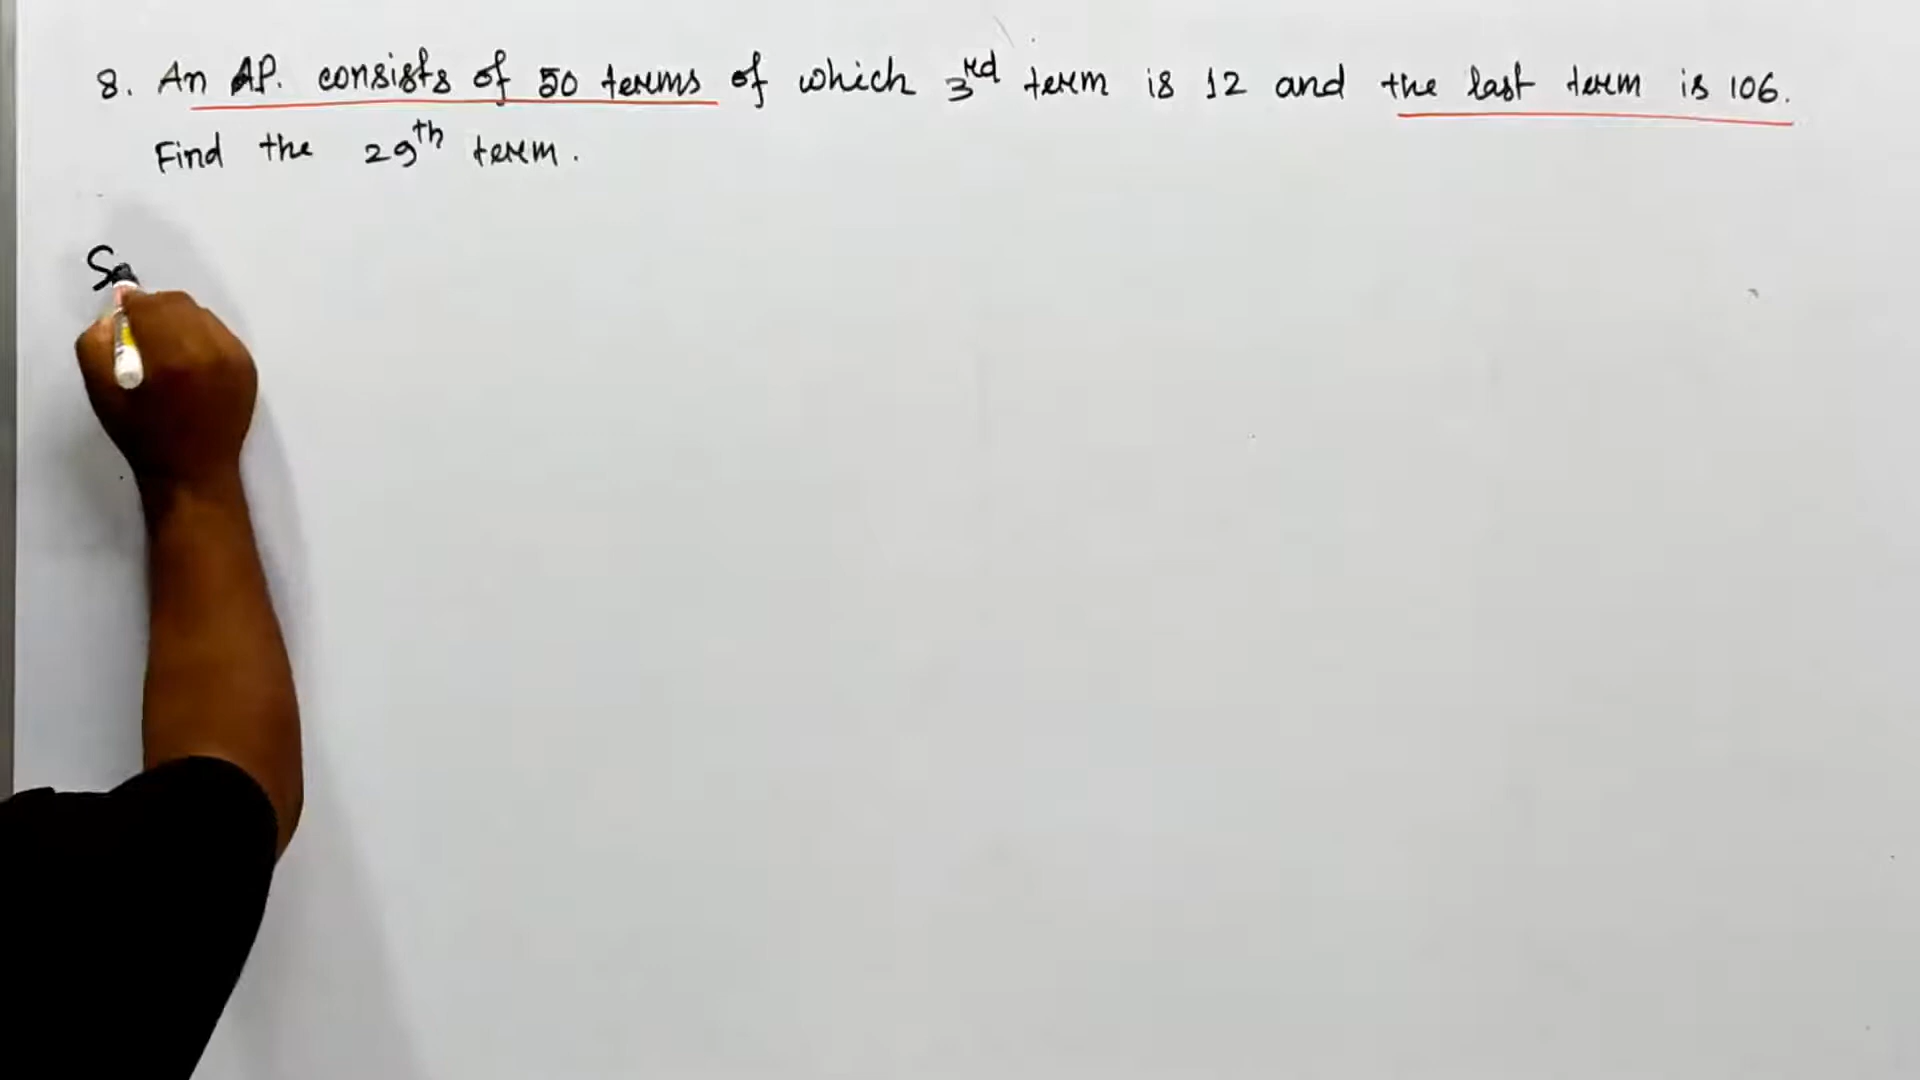 8. An AP. consists of 50 terms of which 3rd term is 12 and the last term is 106.
Find the 29th term.
So